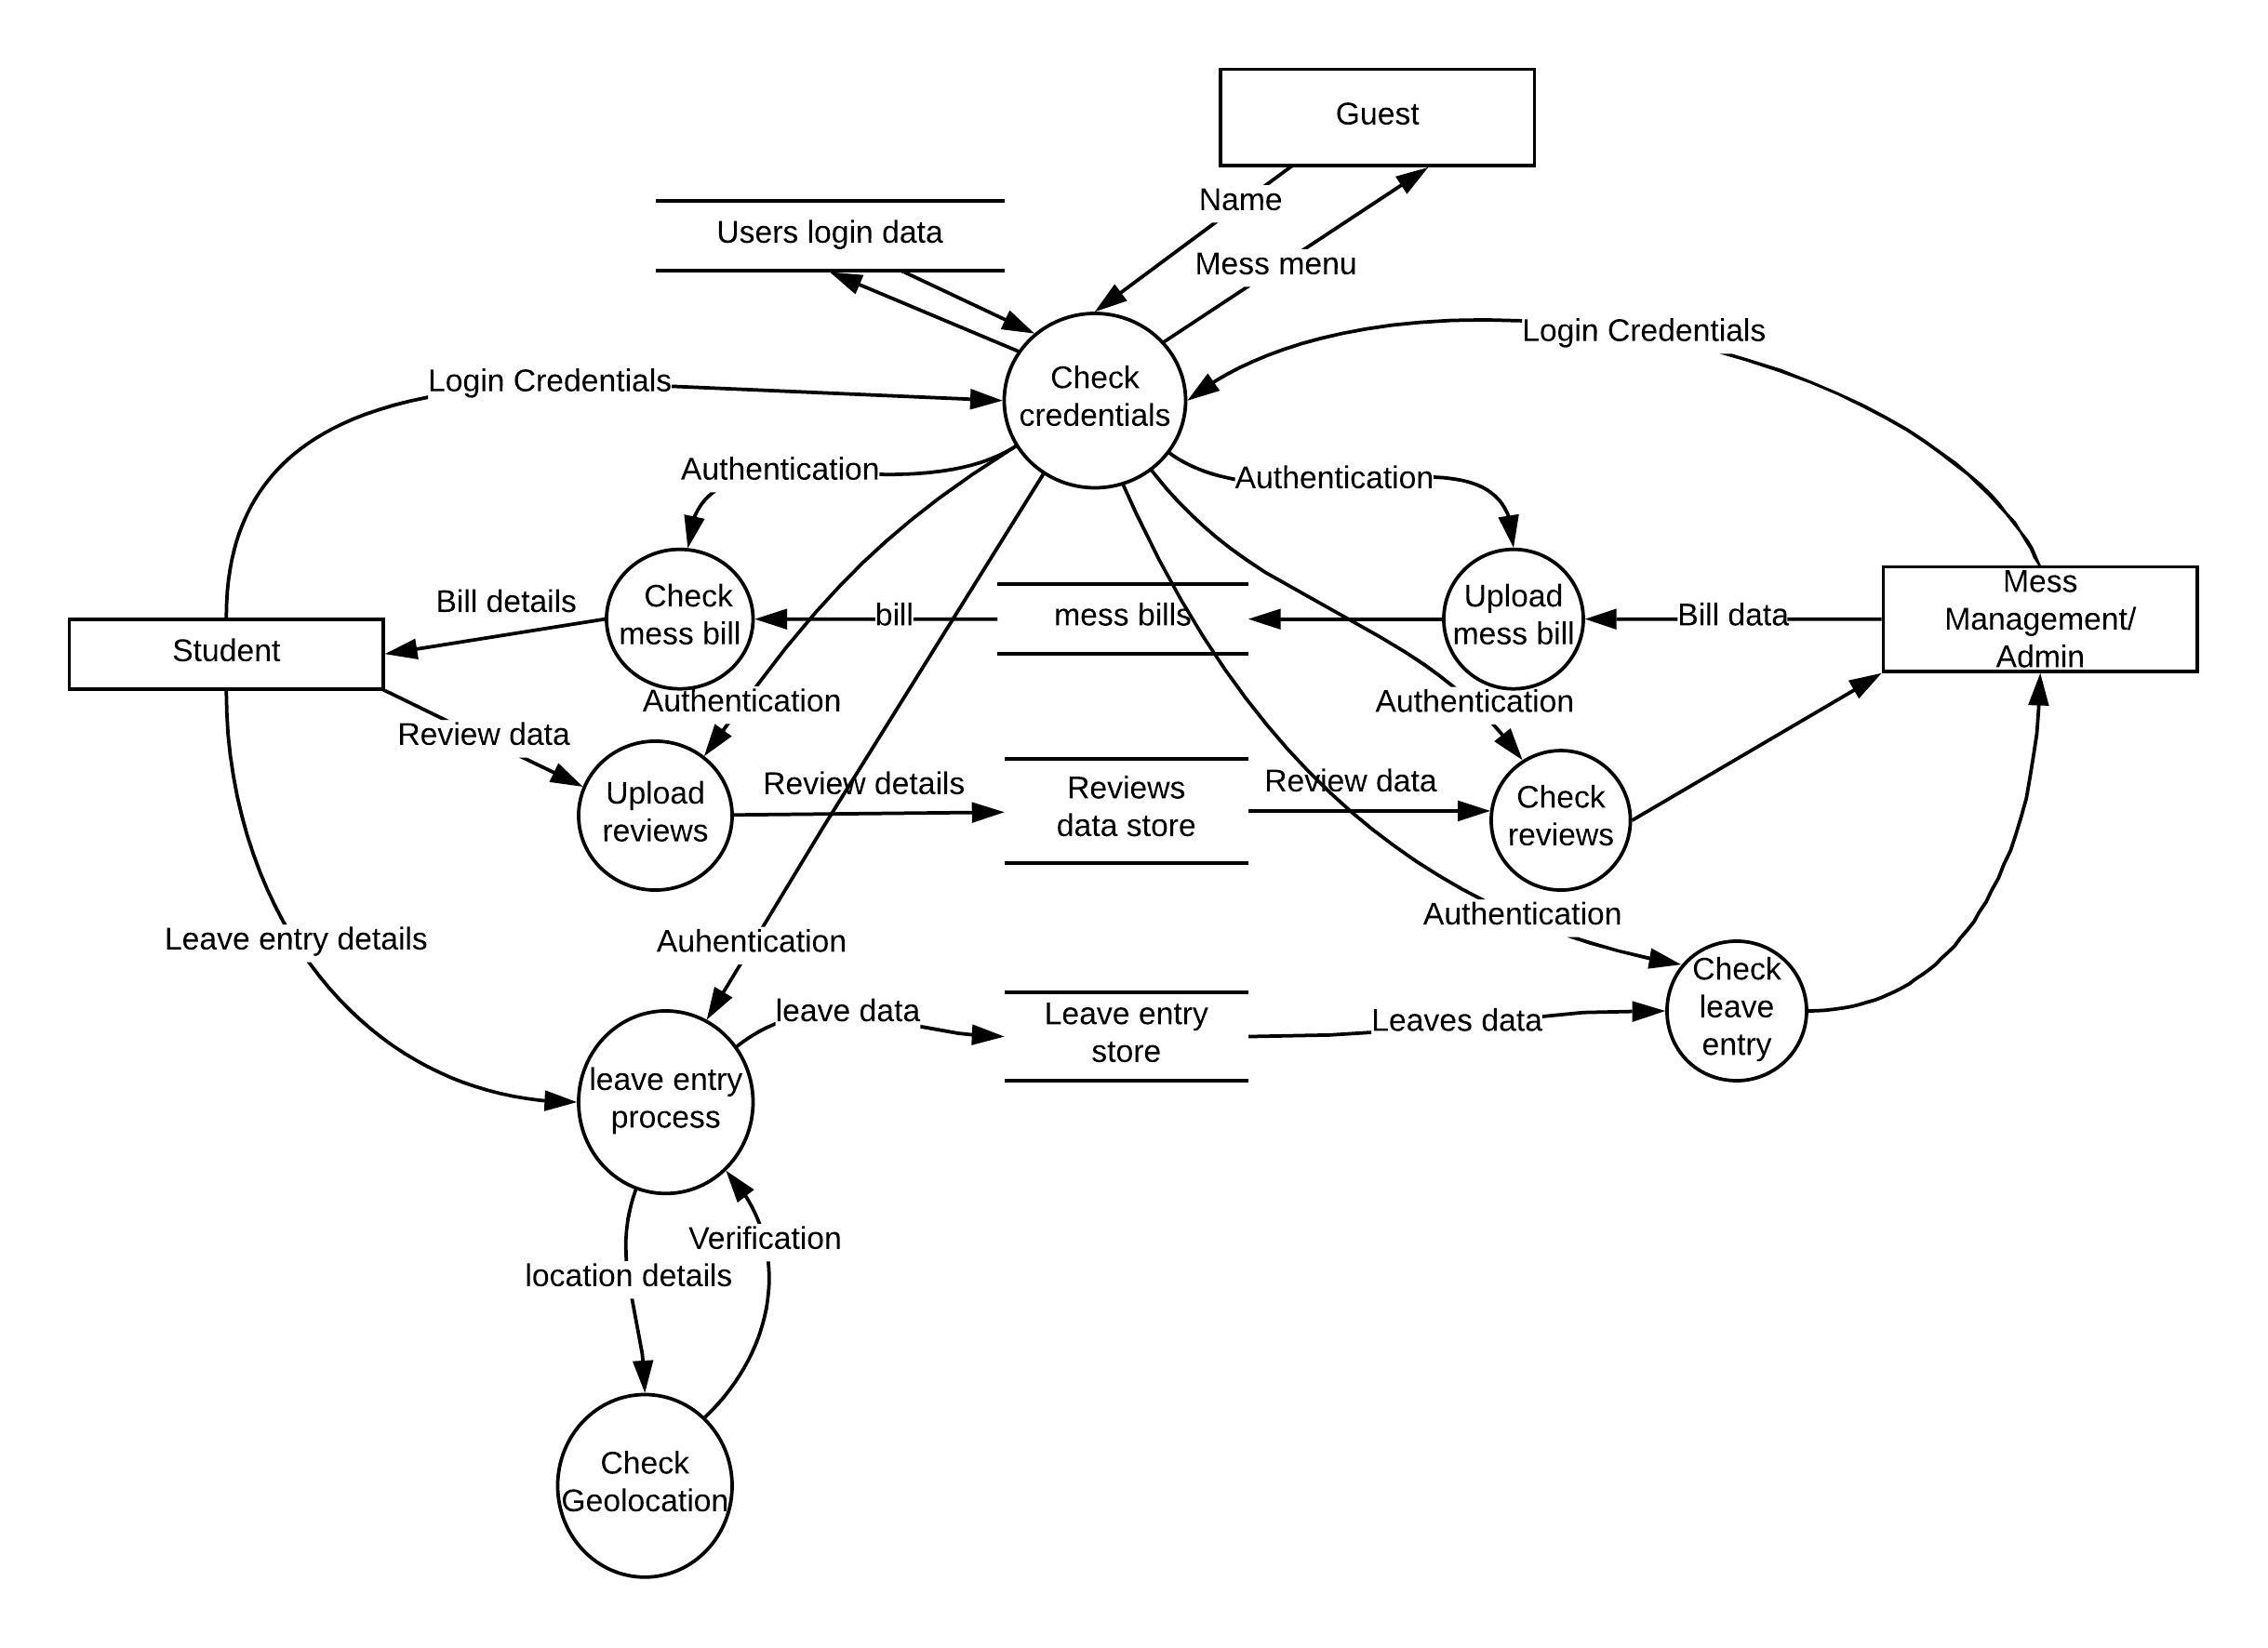 Guest
Name
Users login data
Mess menu
Login Credentials
Login Credentials
Check
credentials
Authentication
Authentication
Bill details
Check
mess bill
bill
mess bills
Upload
mess bill
Bill data
Mess
Management/
Admin
Student
Authentication
Authentication
Review data
Upload
reviews
Review details
Reviews
data store
Review data
Check
reviews
Leave entry details
Auhentication
Authentication
leave data
Leave entry
store
Leaves data
Check
leave
entry
leave entry
process
Verification
location details
Check
Geolocation